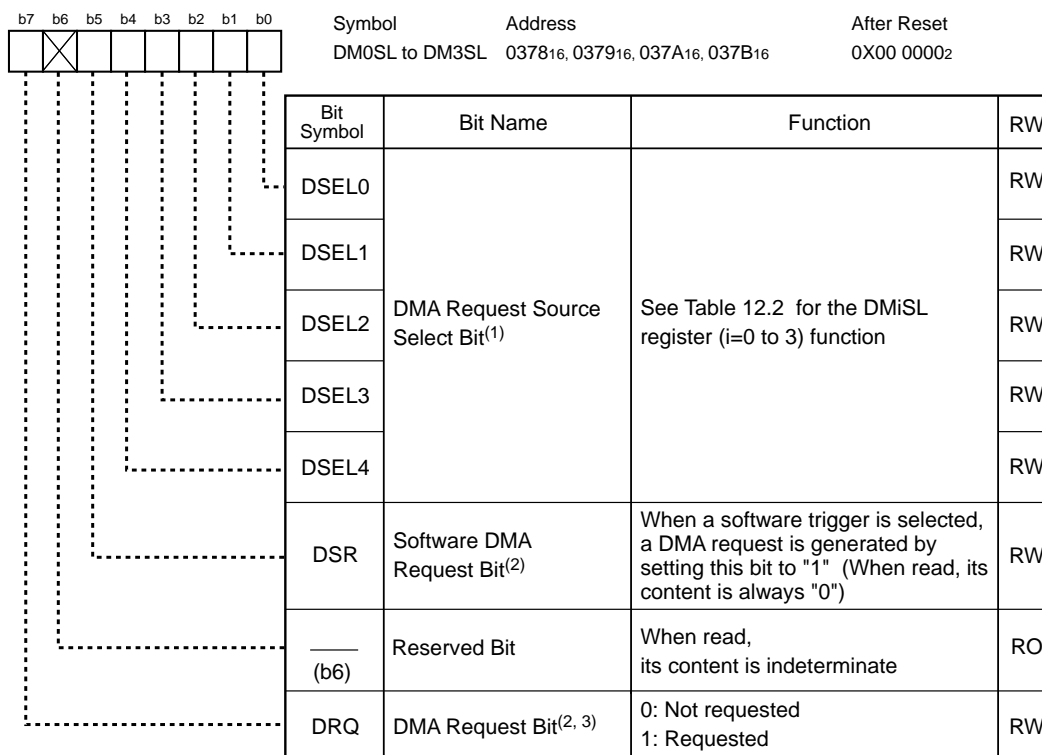 b7 b6 b5 b4 b3 b2 b1 b0
Symbol Address After Reset
DM0SL to DM3SL 037816, 037916, 037A16, 037B16 0X00 00002
Bit Symbol Bit Name Function RW
DSEL0 RW
DSEL1 RW
DSEL2 RW
DMA Request Source
Select Bit(1)
See Table 12.2 for the DMiSL
register (i=0 to 3) function
DSEL3 RW
DSEL4 RW
DSR
Software DMA
Request Bit(2)
When a software trigger is selected,
a DMA request is generated by
setting this bit to "1" (When read, its
content is always "0")
RW
(b6)
Reserved Bit
When read,
its content is indeterminate
RO
DRQ
DMA Request Bit(2, 3)
0: Not requested
1: Requested
RW